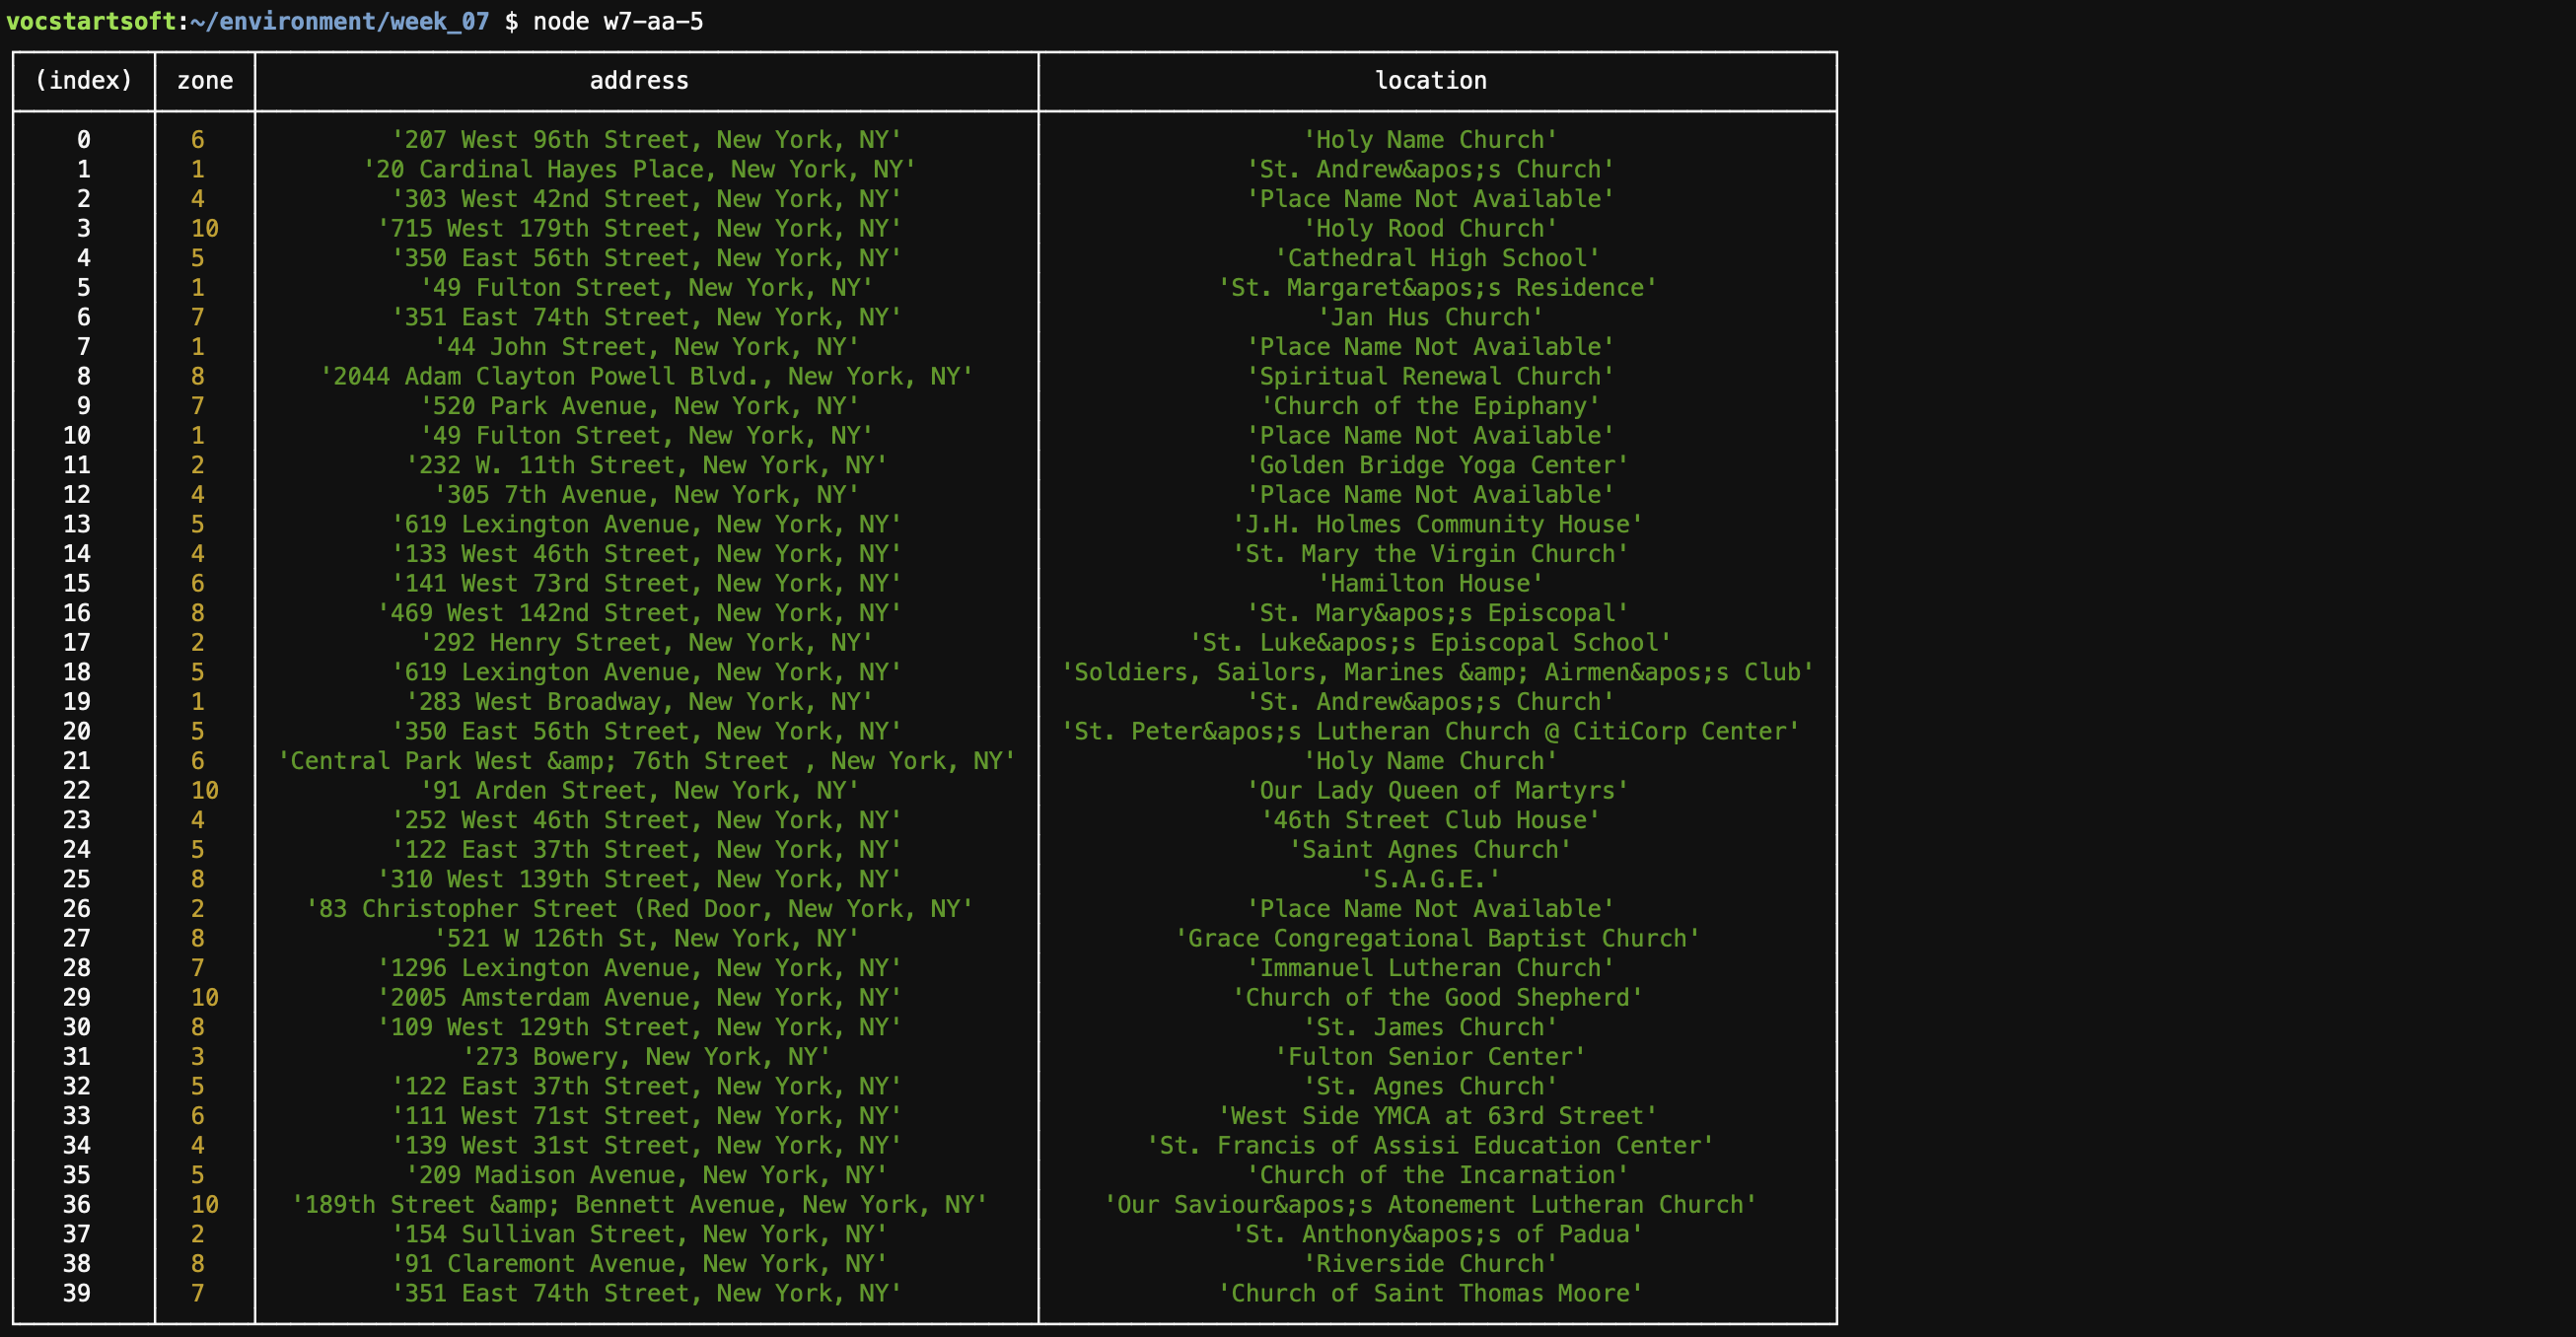 vocstartsoft:~/environment/week_07 $ node w7-aa-5
(index) zone address location
0 6 '207 West 96th Street, New York, NY' 'Holy Name Church'
1 1 '20 Cardinal Hayes Place, New York, NY' 'St. Andrew&apos;s Church'
2 4 '303 West 42nd Street, New York, NY' 'Place Name Not Available'
3 10 '715 West 179th Street, New York, NY' 'Holy Rood Church'
4 5 '350 East 56th Street, New York, NY' 'Cathedral High School'
5 1 '49 Fulton Street, New York, NY' 'St. Margaret&apos;s Residence'
6 7 '351 East 74th Street, New York, NY' 'Jan Hus Church'
7 1 '44 John Street, New York, NY' 'Place Name Not Available'
8 8 '2044 Adam Clayton Powell Blvd., New York, NY' 'Spiritual Renewal Church'
9 7 '520 Park Avenue, New York, NY' 'Church of the Epiphany'
10 1 '49 Fulton Street, New York, NY' 'Place Name Not Available'
11 2 '232 W. 11th Street, New York, NY' 'Golden Bridge Yoga Center'
12 4 '305 7th Avenue, New York, NY' 'Place Name Not Available'
13 5 '619 Lexington Avenue, New York, NY' 'J.H. Holmes Community House'
14 4 '133 West 46th Street, New York, NY' 'St. Mary the Virgin Church'
15 6 '141 West 73rd Street, New York, NY' 'Hamilton House'
16 8 '469 West 142nd Street, New York, NY' 'St. Mary&apos;s Episcopal'
17 2 '292 Henry Street, New York, NY' 'St. Luke&apos;s Episcopal School'
18 5 '619 Lexington Avenue, New York, NY' 'Soldiers, Sailors, Marines &amp; Airmen&apos;s Club'
19 1 '283 West Broadway, New York, NY' 'St. Andrew&apos;s Church'
20 5 '350 East 56th Street, New York, NY' 'St. Peter&apos;s Lutheran Church @ CitiCorp Center'
21 6 'Central Park West &amp; 76th Street , New York, NY' 'Holy Name Church'
22 10 '91 Arden Street, New York, NY' 'Our Lady Queen of Martyrs'
23 4 '252 West 46th Street, New York, NY' '46th Street Club House'
24 5 '122 East 37th Street, New York, NY' 'Saint Agnes Church'
25 8 '310 West 139th Street, New York, NY' 'S.A.G.E.'
26 2 '83 Christopher Street (Red Door, New York, NY' 'Place Name Not Available'
27 8 '521 W 126th St, New York, NY' 'Grace Congregational Baptist Church'
28 7 '1296 Lexington Avenue, New York, NY' 'Immanuel Lutheran Church'
29 10 '2005 Amsterdam Avenue, New York, NY' 'Church of the Good Shepherd'
30 8 '109 West 129th Street, New York, NY' 'St. James Church'
31 3 '273 Bowery, New York, NY' 'Fulton Senior Center'
32 5 '122 East 37th Street, New York, NY' 'St. Agnes Church'
33 6 '111 West 71st Street, New York, NY' 'West Side YMCA at 63rd Street'
34 4 '139 West 31st Street, New York, NY' 'St. Francis of Assisi Education Center'
35 5 '209 Madison Avenue, New York, NY' 'Church of the Incarnation'
36 10 '189th Street &amp; Bennett Avenue, New York, NY' 'Our Saviour&apos;s Atonement Lutheran Church'
37 2 '154 Sullivan Street, New York, NY' 'St. Anthony&apos;s of Padua'
38 8 '91 Claremont Avenue, New York, NY' 'Riverside Church'
39 7 '351 East 74th Street, New York, NY' 'Church of Saint Thomas Moore'